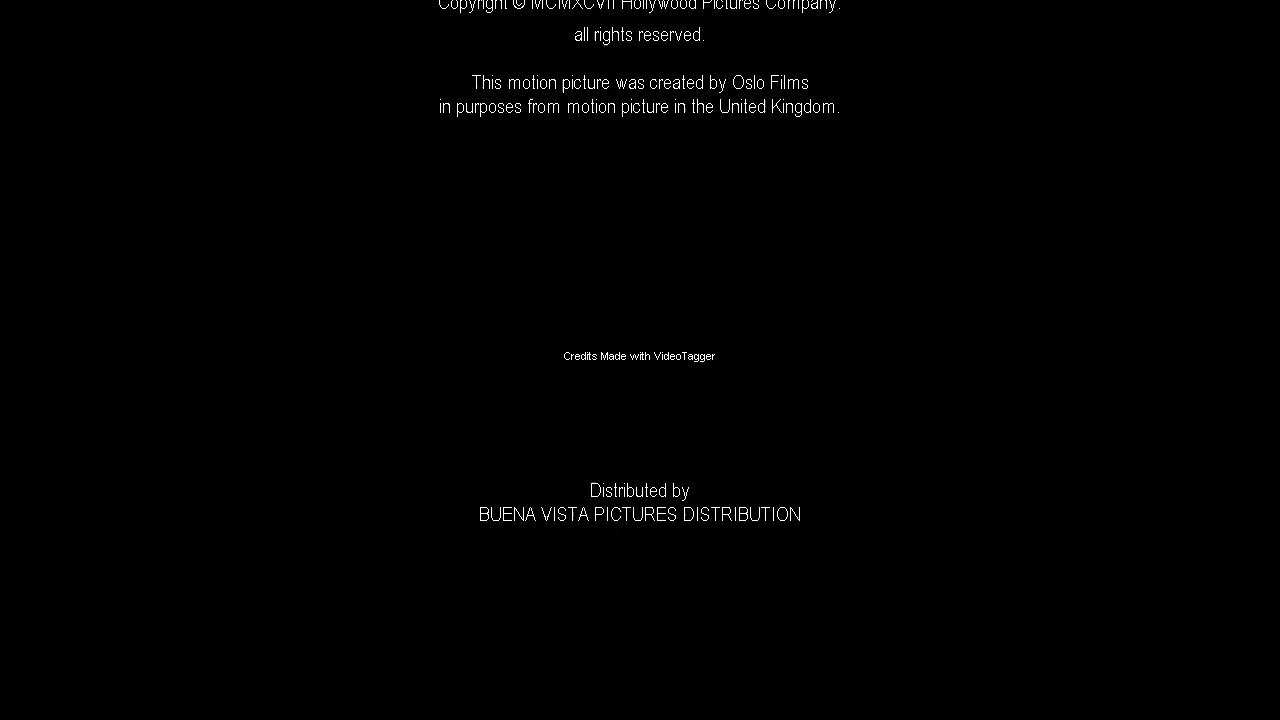 Copyright © MCMXCVII Hollywood Pictures Company.
all rights reserved.
This motion picture was created by Oslo Films
in purposes from motion picture in the United Kingdom.
Credits Made with VideoTagger
Distributed by
BUENA VISTA PICTURES DISTRIBUTION